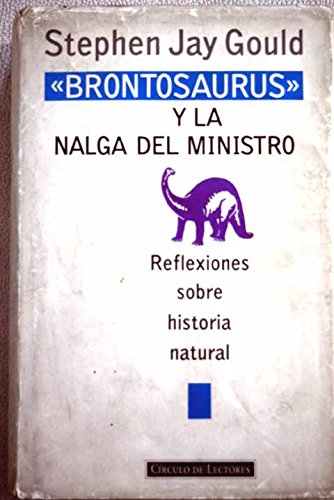 Stephen Jay Gould
«BRONTOSAURUS»
Y LA
NALGA DEL MINISTRO
Reflexiones
sobre
historia
natural
CÍRCULO DE LECTORES